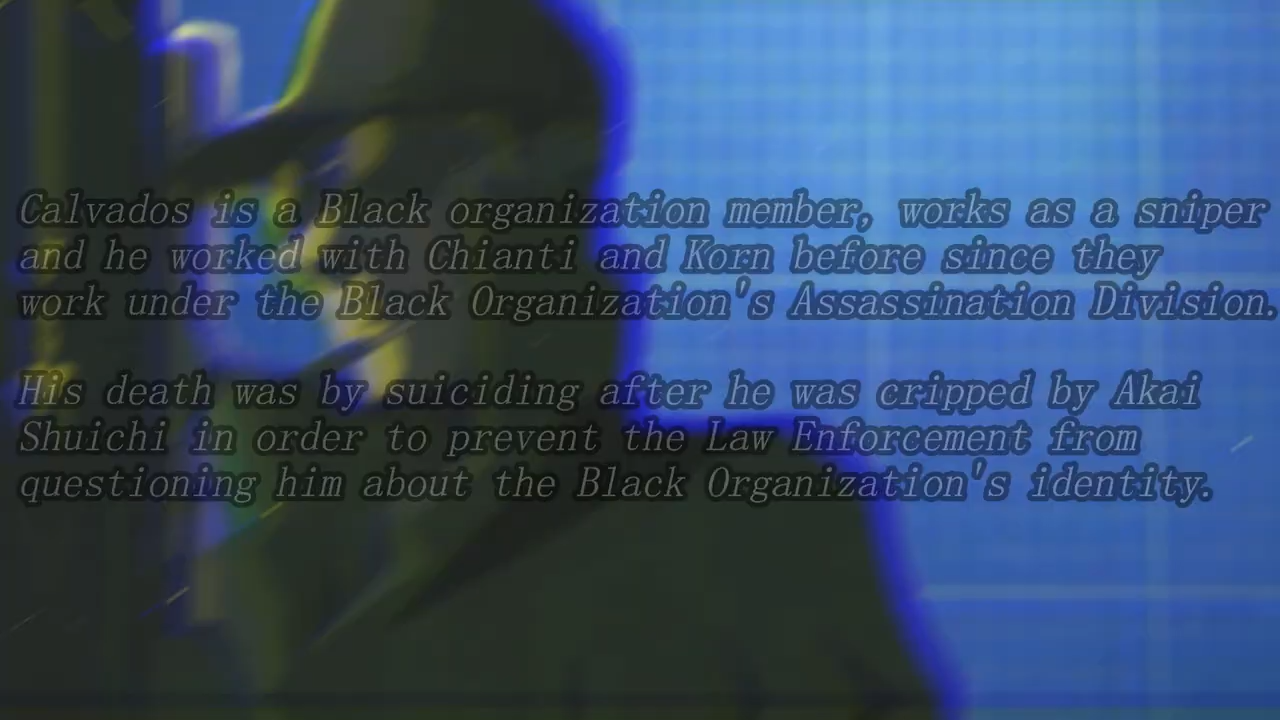 Calvados is a Black organization member, works as a sniper
and he worked with Chianti and Korn before since they
work under the Black Organization's Assassination Division.
His death was by suiciding after he was cripped by Akai
Shuichi in order to prevent the Law Enforcement from
questioning him about the Black Organization's identity.